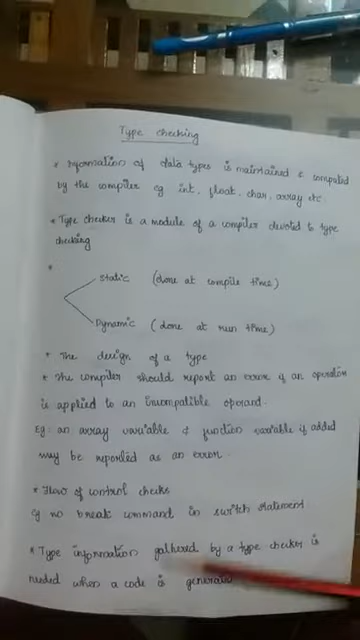 Type checking
* Information of data types is maintained & computed
by the compiler eg int, float, char, array etc
* Type checker is a module of a compiler devoted to type
checking
*
Static (done at compile time)
Dynamic (done at run time)
* The design of a type
* The compiler should report an error if an operation
is applied to an incompatible operand.
Eg: an array variable & function variable if added
may be reported as an error.
* Flow of control checks
eg no break command in switch statement
* Type information gathered by a type checker is
needed when a code is generated